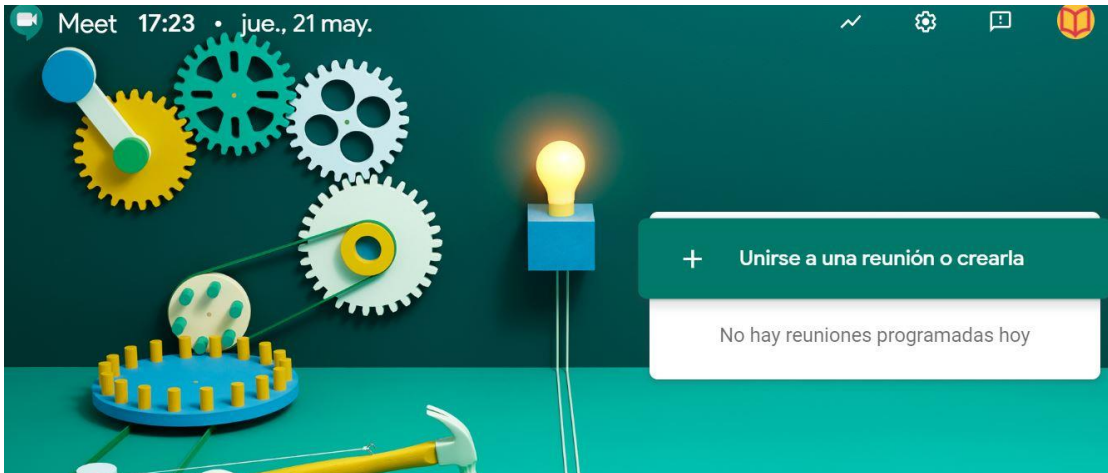 Meet 17:23 • jue., 21 may.
Unirse a una reunión o crearla
No hay reuniones programadas hoy